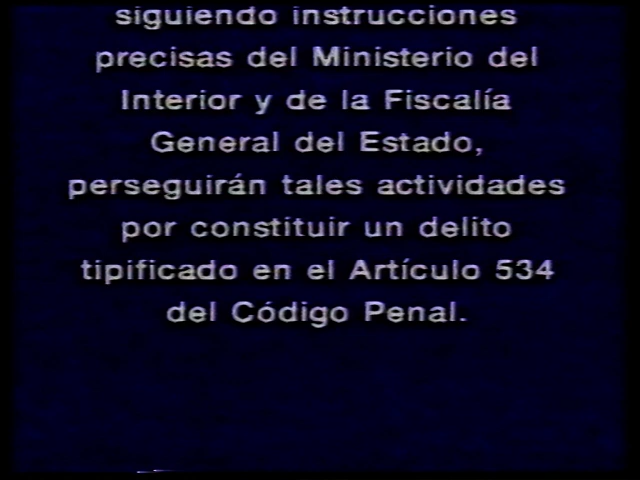 siguiendo instrucciones
precisas del Ministerio del
Interior y de la Fiscalía
General del Estado,
perseguirán tales actividades
por constituir un delito
tipificado en el Artículo 534
del Código Penal.